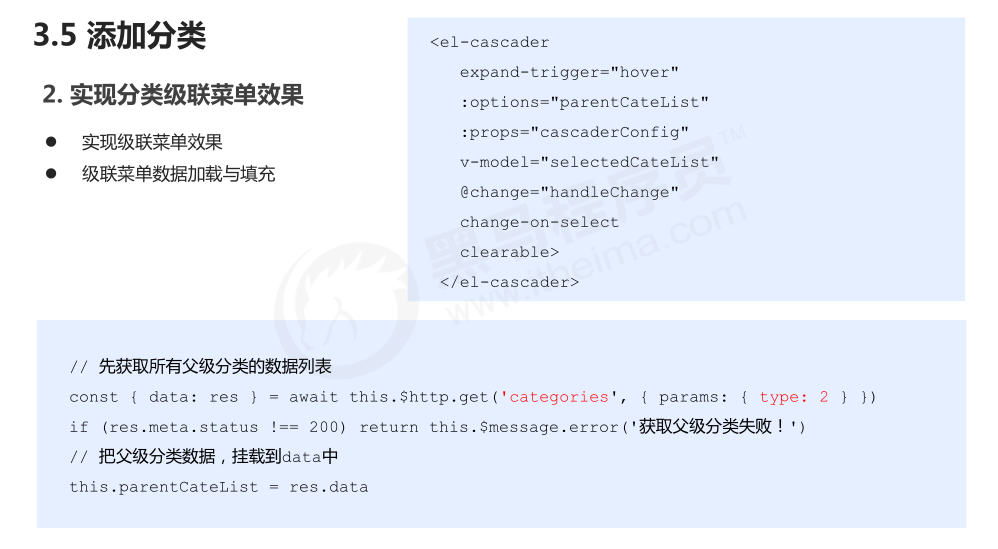 3.5 添加分类
2. 实现分类级联菜单效果
● 实现级联菜单效果
● 级联菜单数据加载与填充
<el-cascader
expand-trigger="hover"
:options="parentCateList"
:props="cascaderConfig"
v-model="selectedCateList"
@change="handleChange"
change-on-select
clearable>
</el-cascader>
黑马程序员™
www.itheima.com
// 先获取所有父级分类的数据列表
const { data: res } = await this.$http.get('categories', { params: { type: 2 } })
if (res.meta.status !== 200) return this.$message.error('获取父级分类失败！')
// 把父级分类数据，挂载到data中
this.parentCateList = res.data